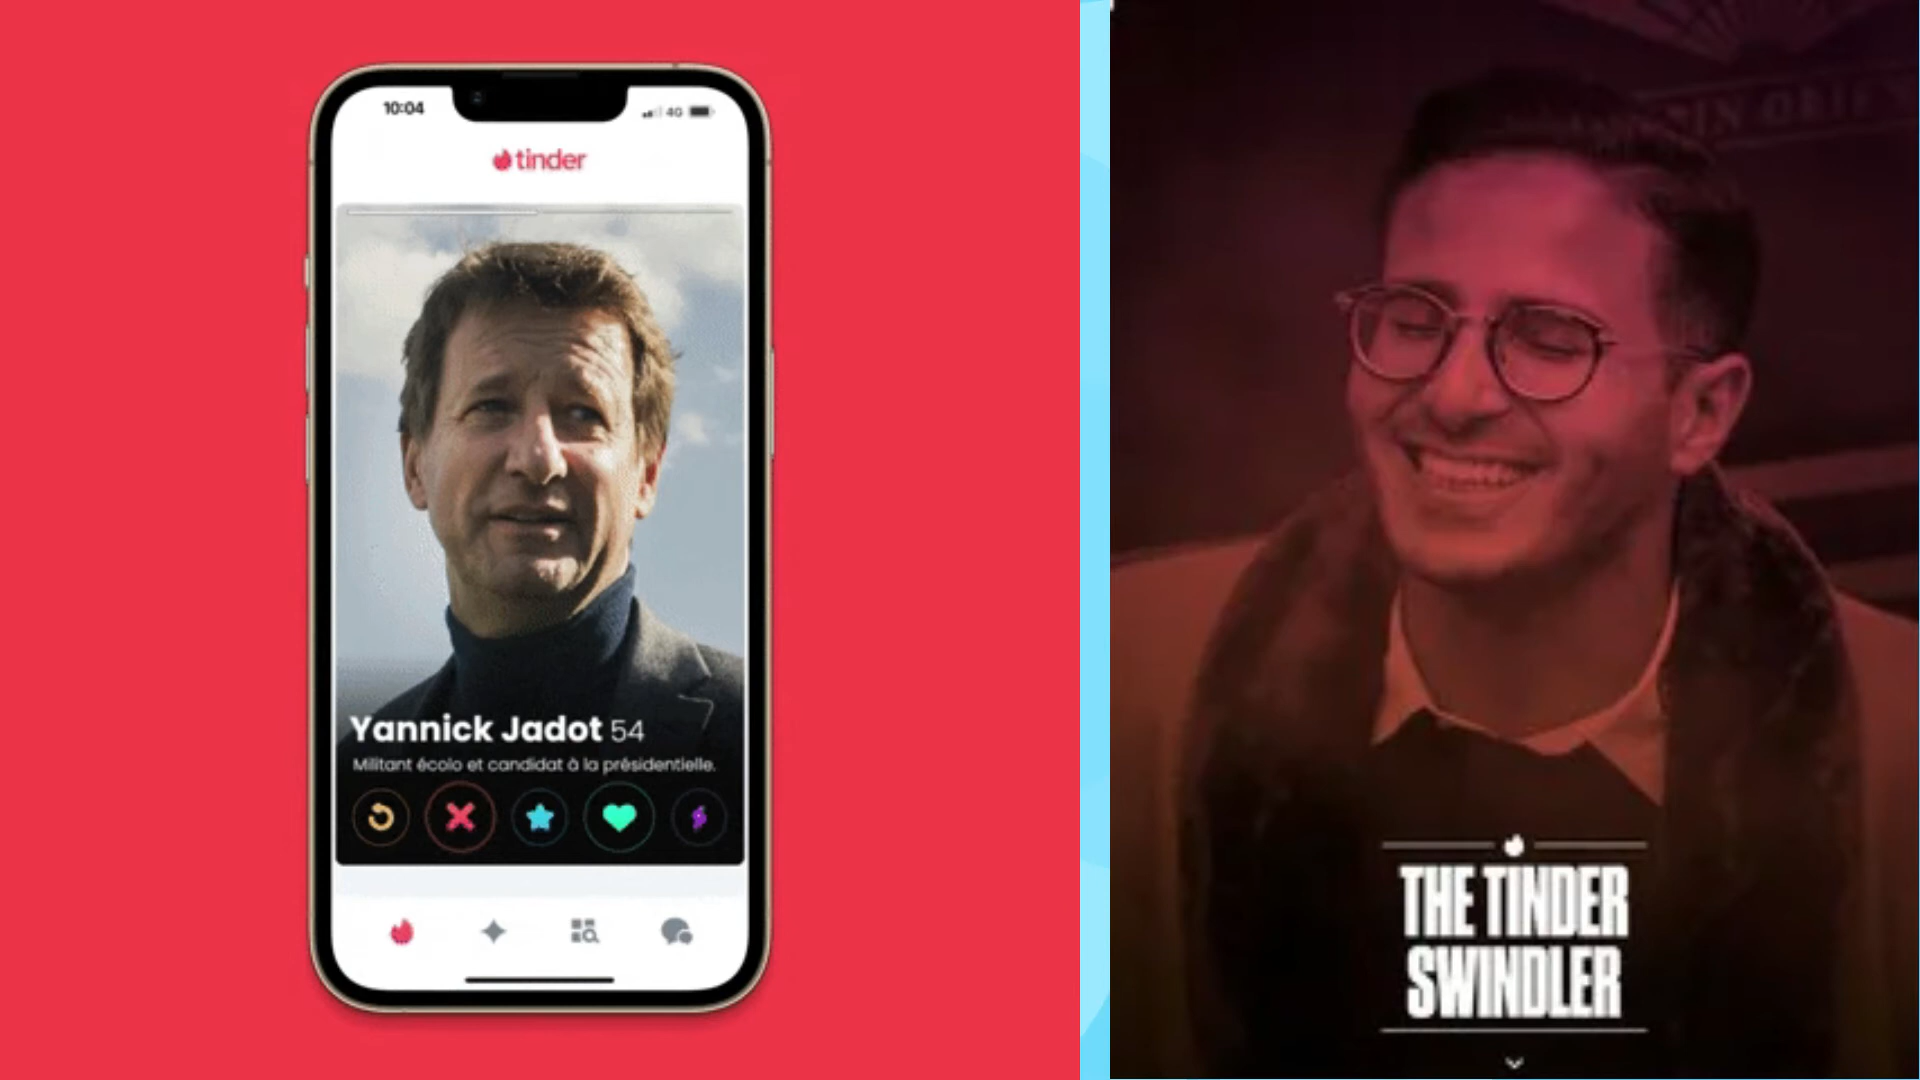 10:04
4G
tinder
Yannick Jadot 54
Militant écolo et candidat à la présidentielle.
THE TINDER
SWINDLER